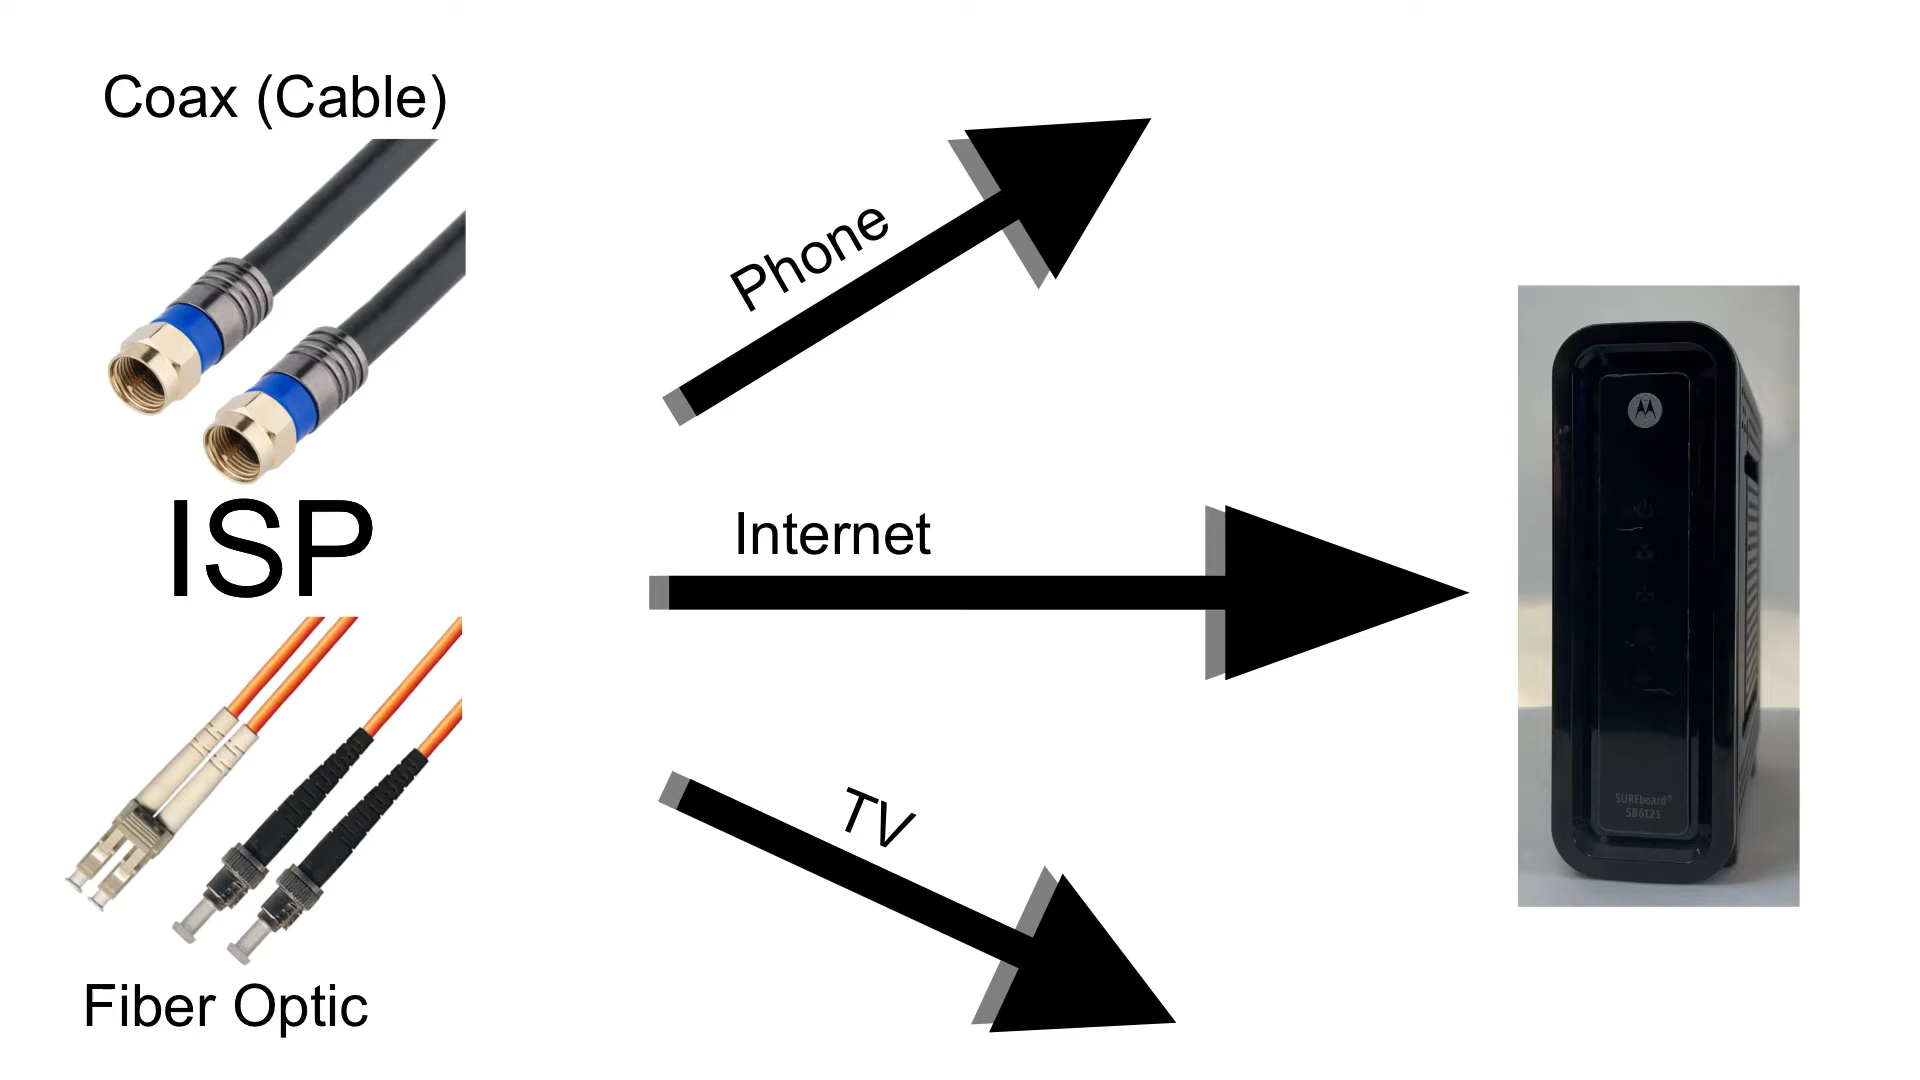 Coax (Cable)
Phone
ISP
Internet
TV
SURFboard®
SB6121
Fiber Optic